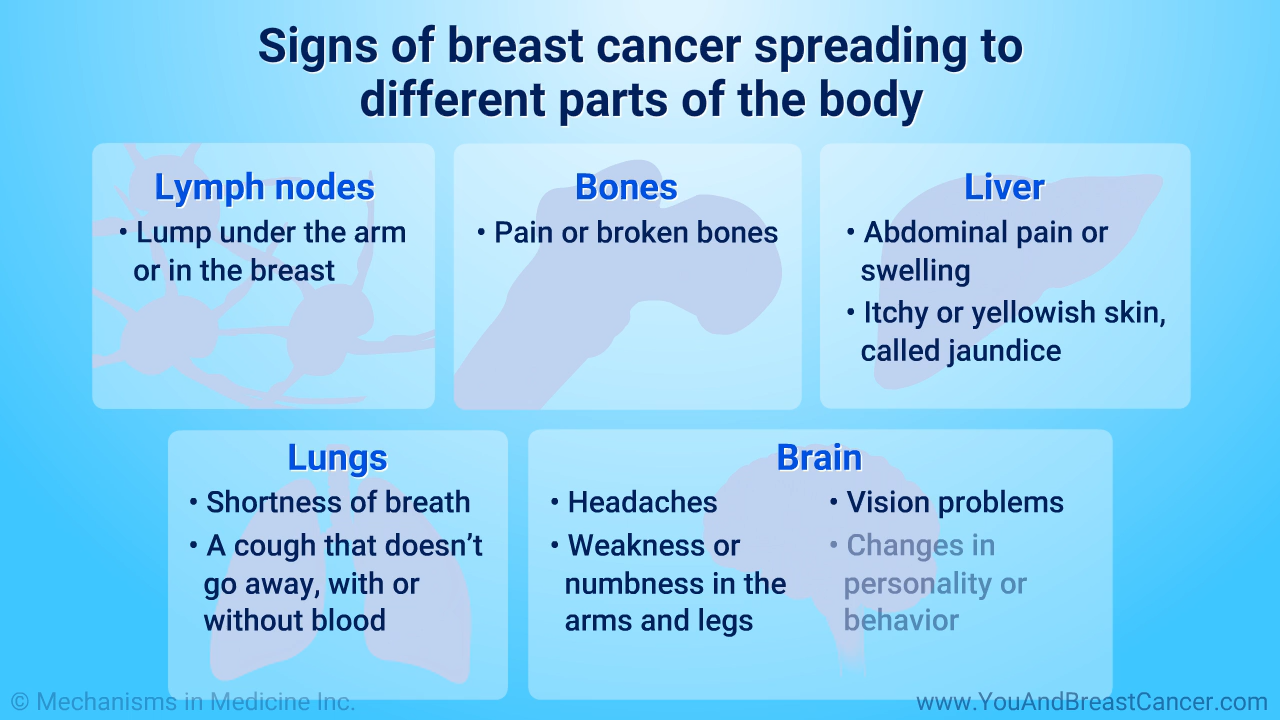 Signs of breast cancer spreading to
different parts of the body
Lymph nodes
• Lump under the arm
or in the breast
Bones
• Pain or broken bones
Liver
• Abdominal pain or
swelling
• Itchy or yellowish skin,
called jaundice
Lungs
• Shortness of breath
• A cough that doesn’t
go away, with or
without blood
Brain
• Headaches
• Weakness or
numbness in the
arms and legs
• Vision problems
• Changes in
personality or
behavior
© Mechanisms in Medicine Inc.
www.YouAndBreastCancer.com